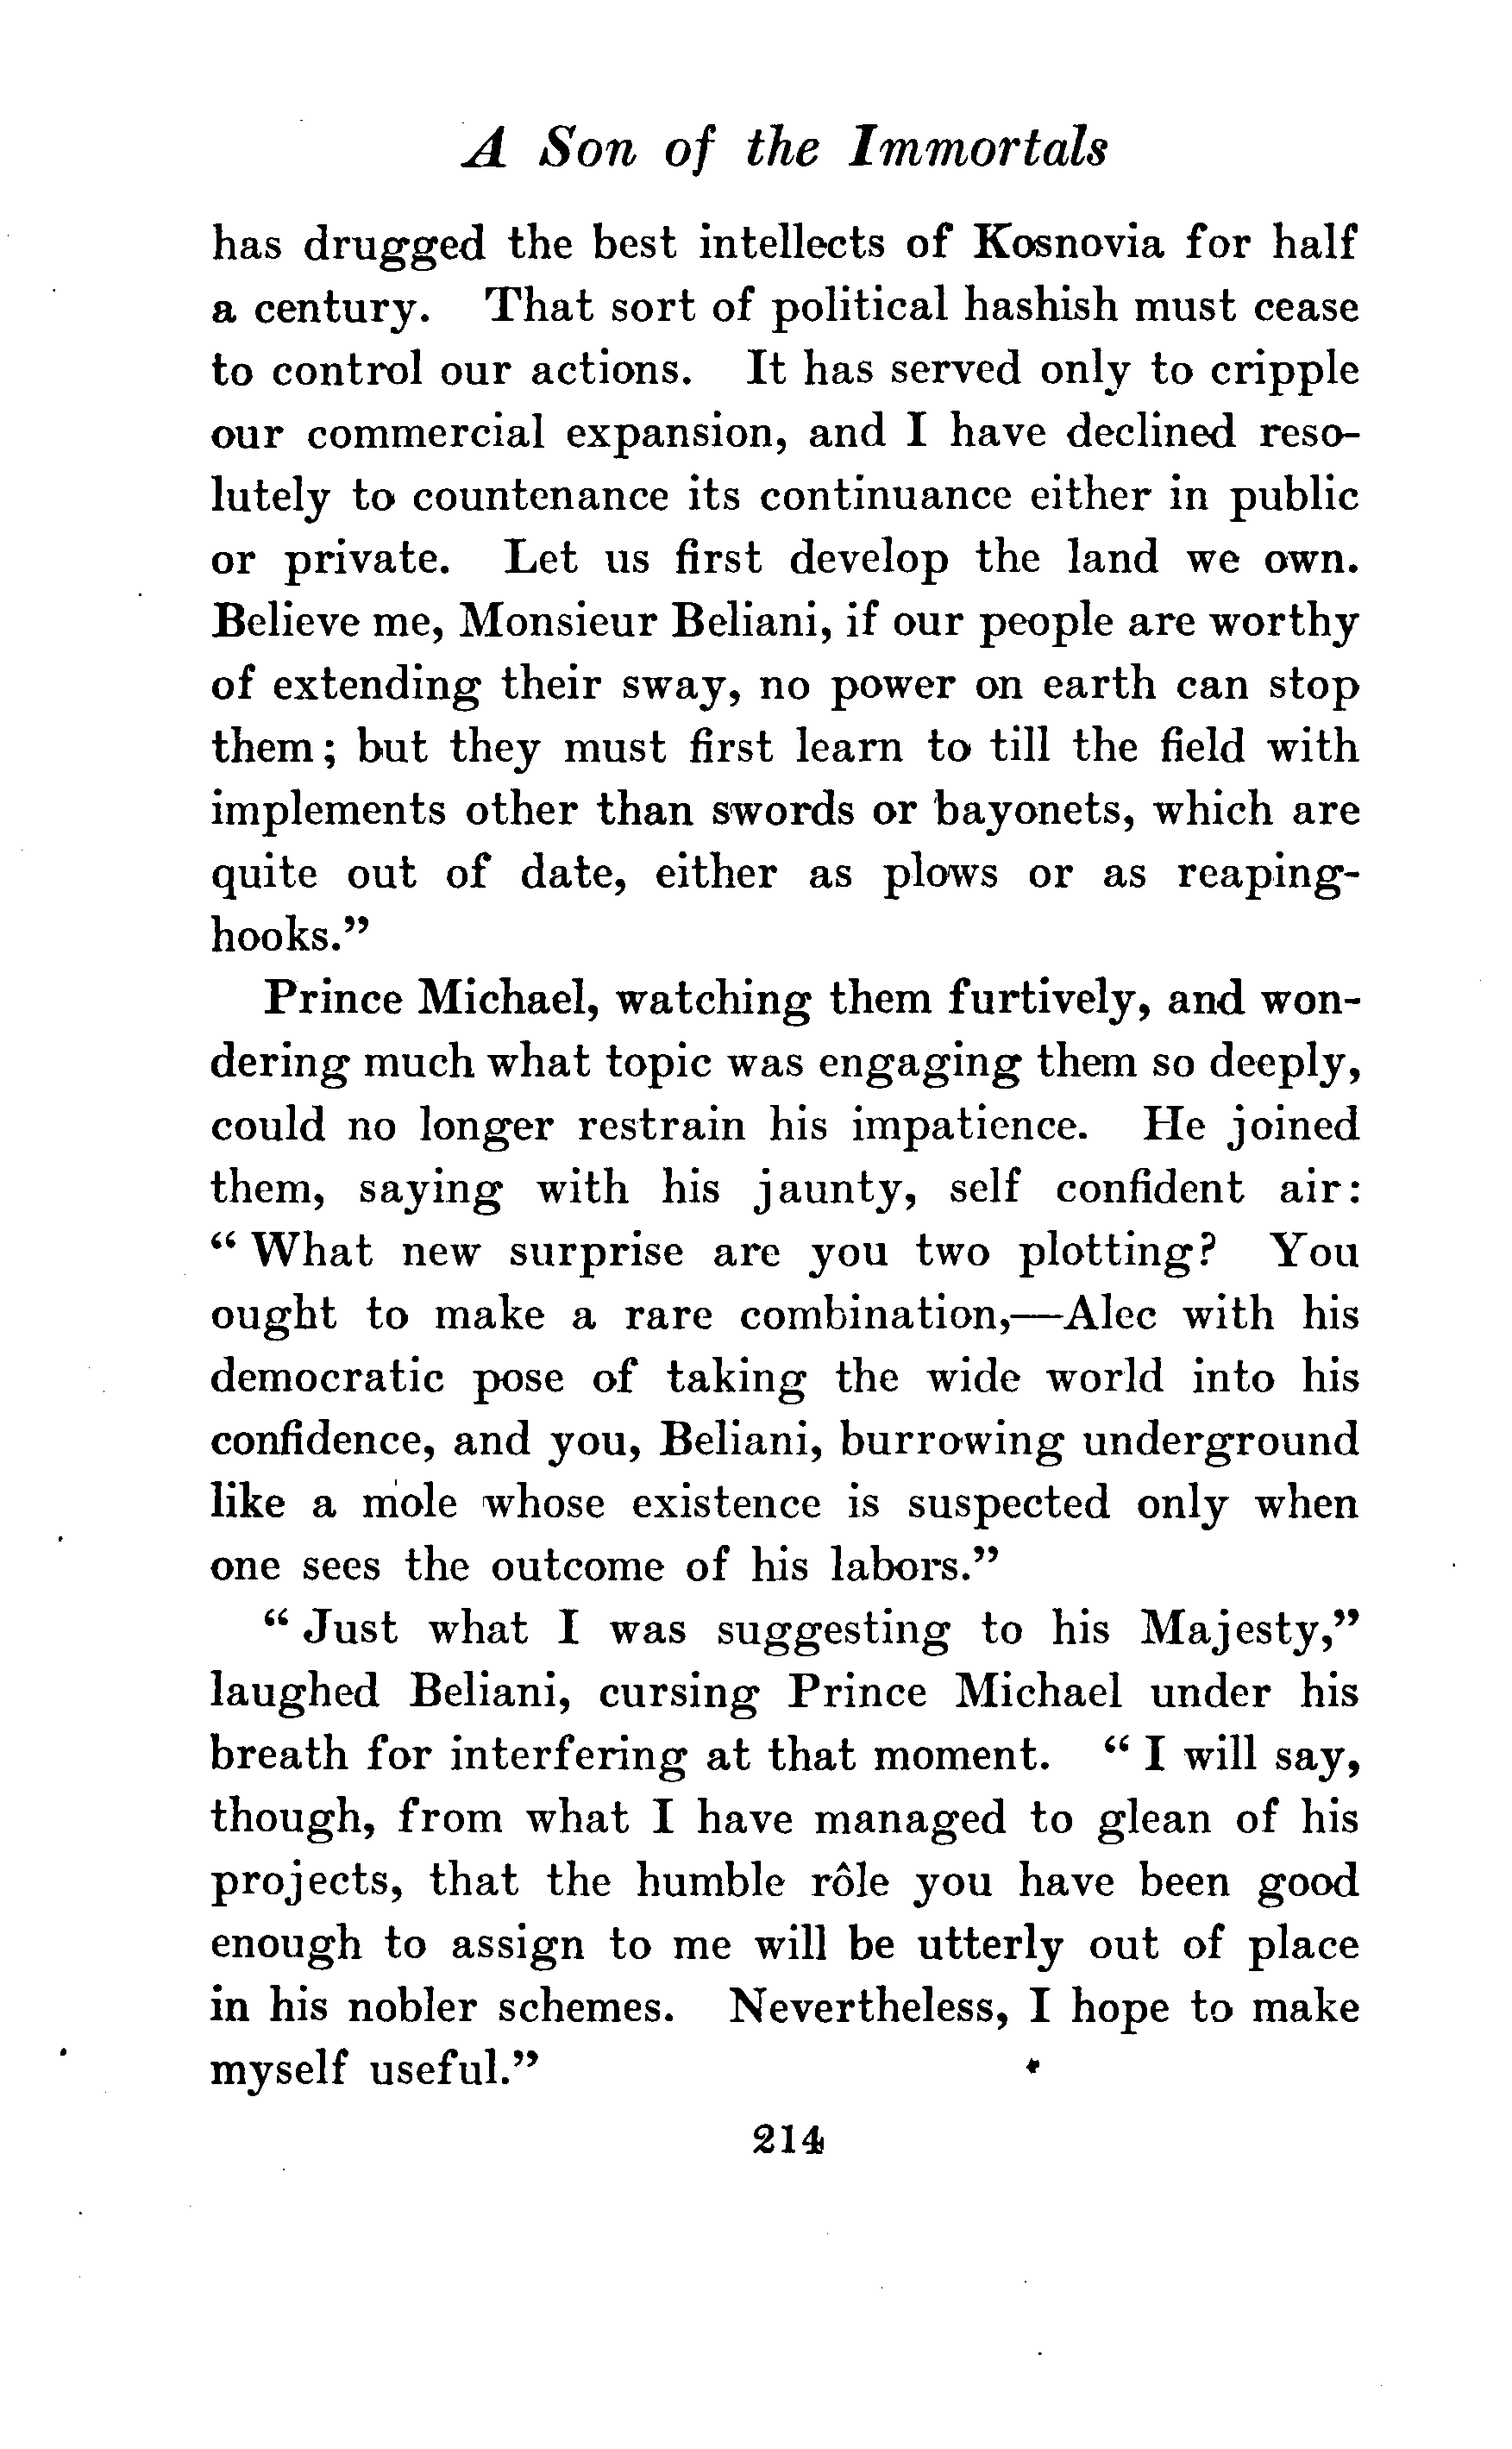 A Son of the Immortals
has drugged the best intellects of Kosnovia for half
a century. That sort of political hashish must cease
to control our actions. It has served only to cripple
our commercial expansion, and I have declined reso-
lutely to countenance its continuance either in public
or private. Let us first develop the land we own.
Believe me, Monsieur Beliani, if our people are worthy
of extending their sway, no power on earth can stop
them; but they must first learn to till the field with
implements other than swords or bayonets, which are
quite out of date, either as plows or as reaping-
hooks."
Prince Michael, watching them furtively, and won-
dering much what topic was engaging them so deeply,
could no longer restrain his impatience. He joined
them, saying with his jaunty, self confident air:
" What new surprise are you two plotting? You
ought to make a rare combination,—Alec with his
democratic pose of taking the wide world into his
confidence, and you, Beliani, burrowing underground
like a mole whose existence is suspected only when
one sees the outcome of his labors."
" Just what I was suggesting to his Majesty,"
laughed Beliani, cursing Prince Michael under his
breath for interfering at that moment. " I will say,
though, from what I have managed to glean of his
projects, that the humble rôle you have been good
enough to assign to me will be utterly out of place
in his nobler schemes. Nevertheless, I hope to make
myself useful."
214